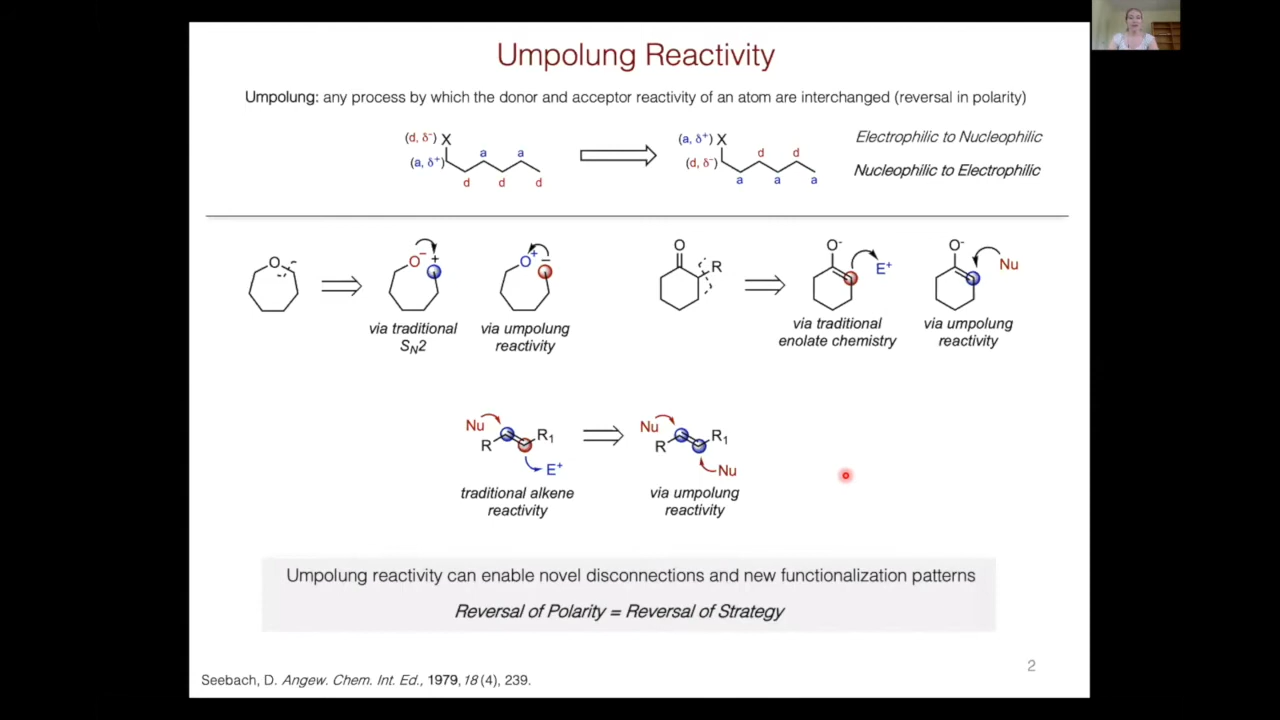 Umpolung Reactivity
Umpolung: any process by which the donor and acceptor reactivity of an atom are interchanged (reversal in polarity)
(d, δ⁻) X
(a, δ⁺)
a
a
d
d
d
(a, δ⁺) X
(d, δ⁻)
d
d
a
a
a
Electrophilic to Nucleophilic
Nucleophilic to Electrophilic
O
O⁻
+
via traditional
SN2
O⁺
−
via umpolung
reactivity
O
R
O⁻
E⁺
via traditional
enolate chemistry
O⁻
Nu
via umpolung
reactivity
Nu
R
R₁
E⁺
traditional alkene
reactivity
Nu
R
R₁
Nu
via umpolung
reactivity
Umpolung reactivity can enable novel disconnections and new functionalization patterns
Reversal of Polarity = Reversal of Strategy
2
Seebach, D. Angew. Chem. Int. Ed., 1979, 18 (4), 239.